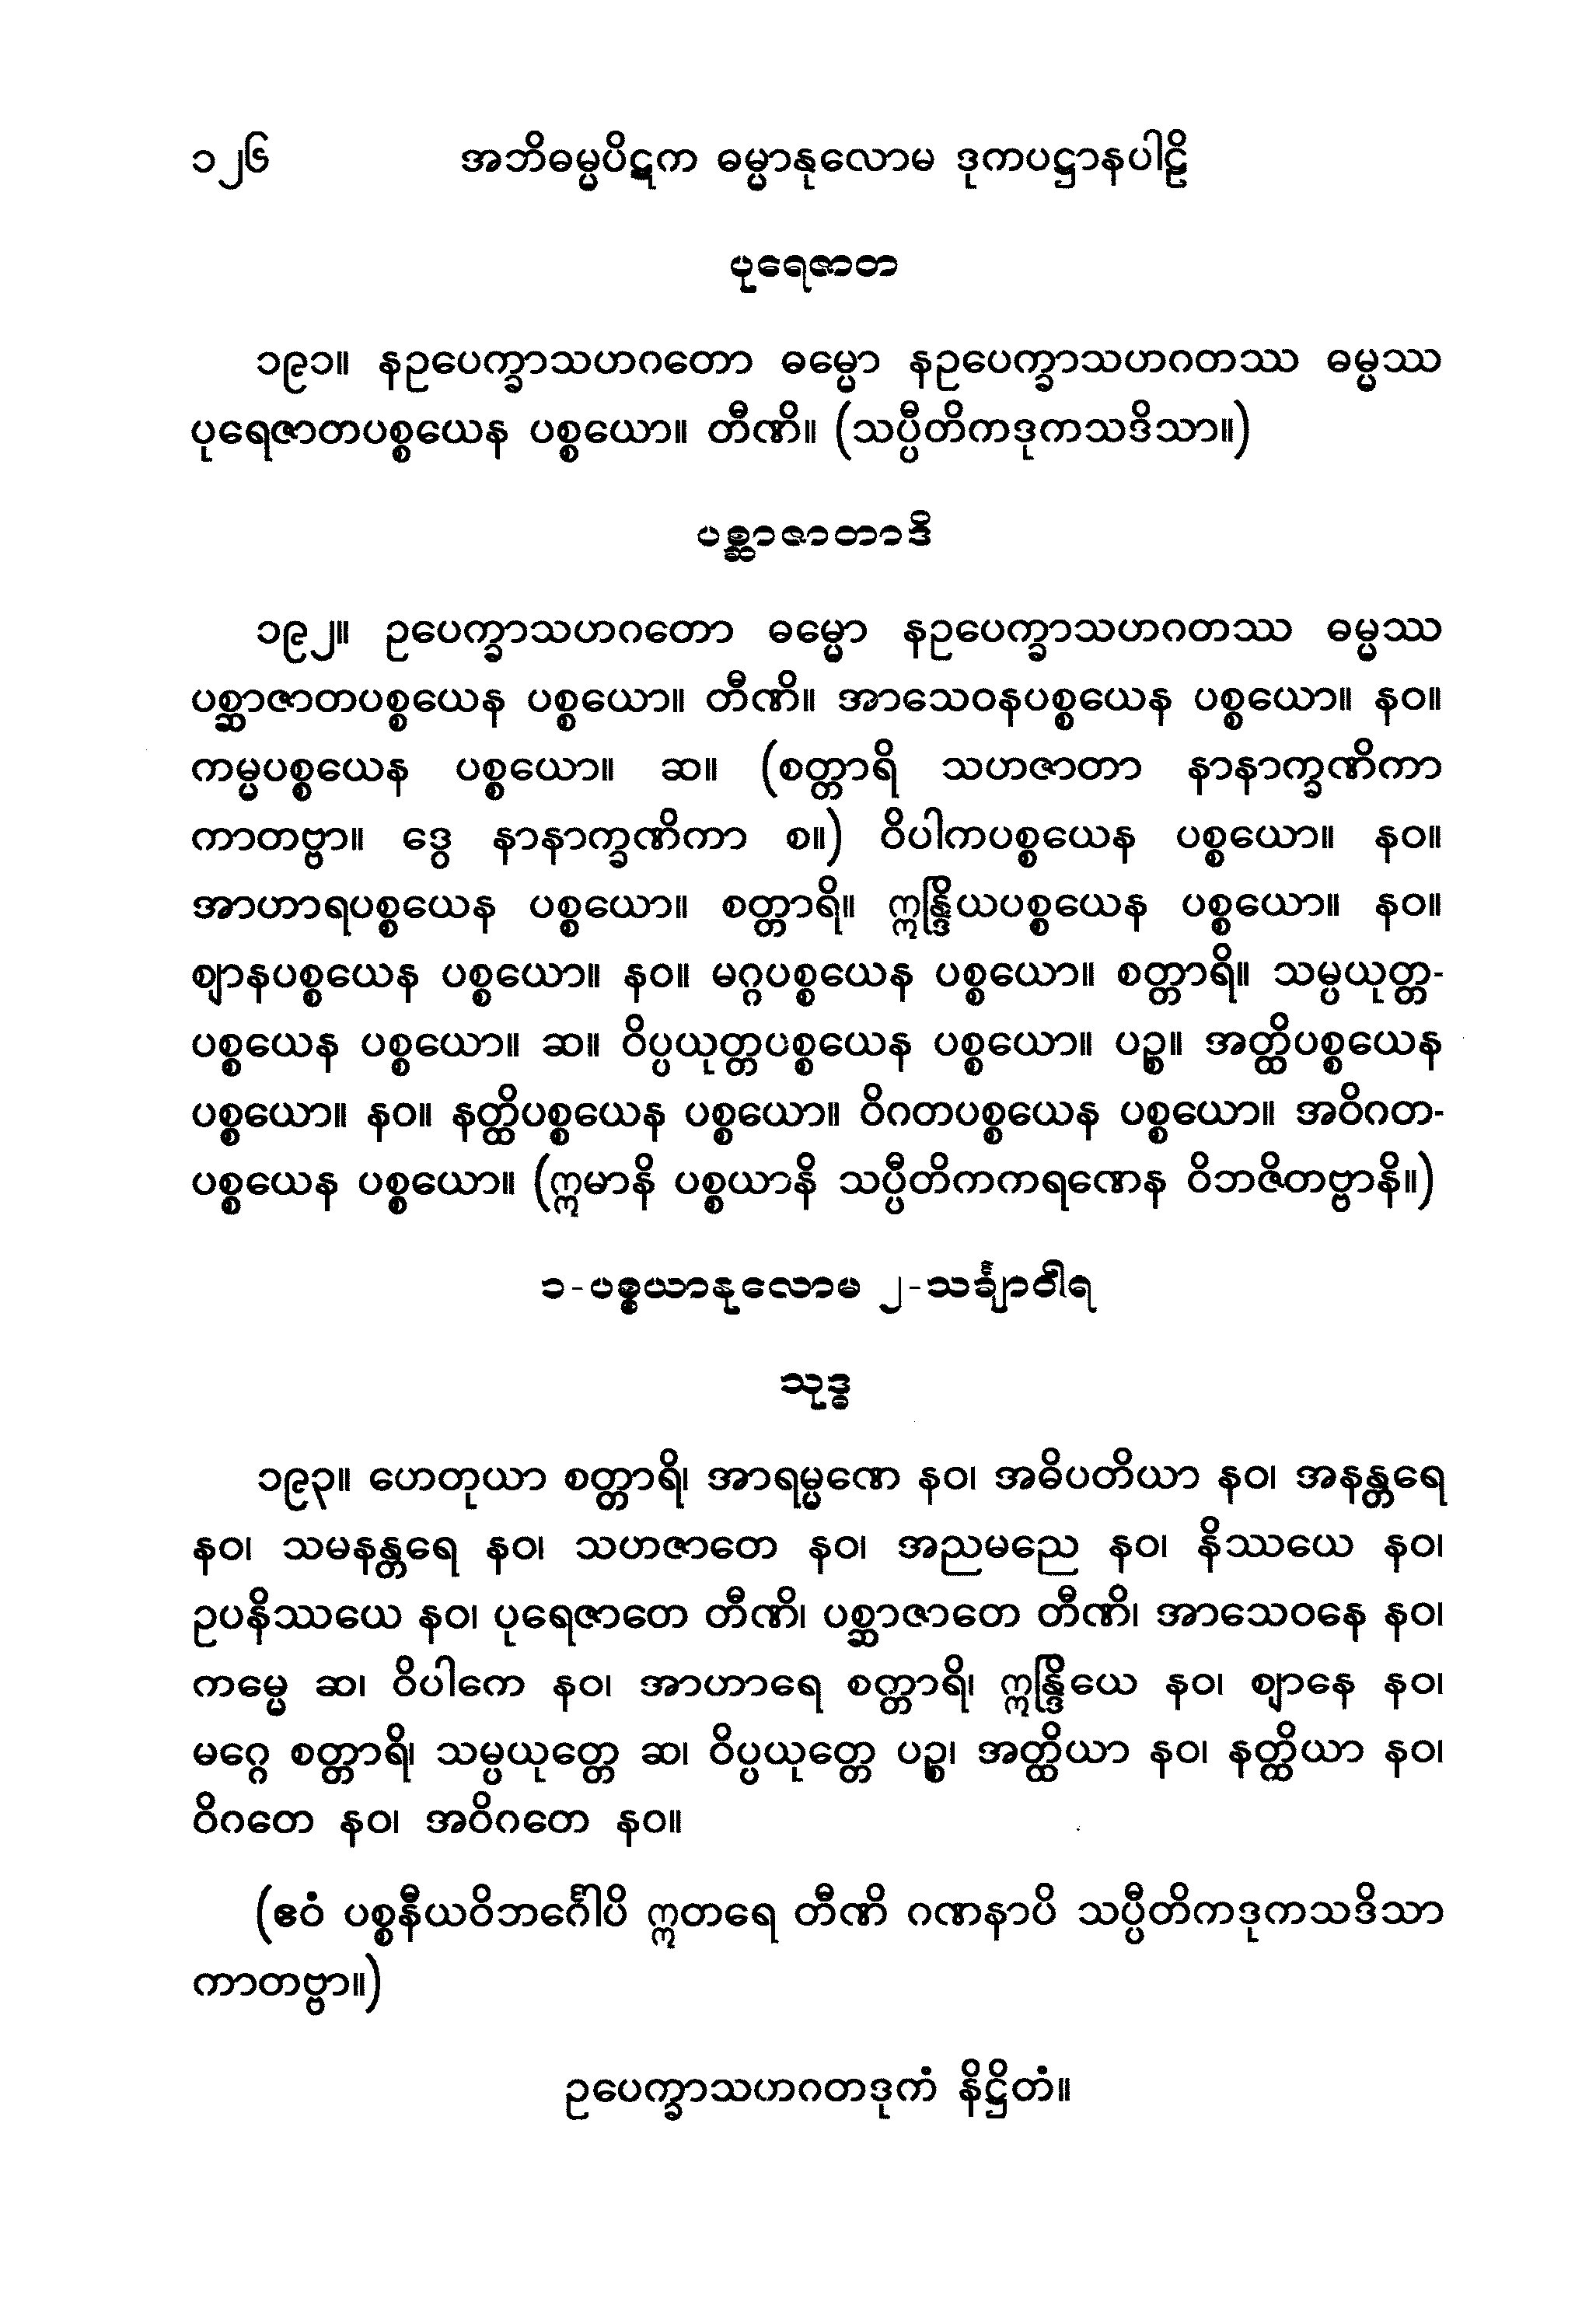 ၁၂၆ အဘိဓမ္မပိဋက ဓမ္မာနုလောမ ဒုကပဋ္ဌာနပါဠိ
ပုရေဇာတ
၁၉၁။ နဥပေက္ခာသဟဂတော ဓမ္မော နဥပေက္ခာသဟဂတဿ ဓမ္မဿ
ပုရေဇာတပစ္စယေန ပစ္စယော။ တီဏိ။ (သပ္ပီတိကဒုကသဒိသာ။)
ပစ္ဆာဇာတာဒိ
၁၉၂။ ဥပေက္ခာသဟဂတော ဓမ္မော နဥပေက္ခာသဟဂတဿ ဓမ္မဿ
ပစ္ဆာဇာတပစ္စယေန ပစ္စယော။ တီဏိ။ အာသေဝနပစ္စယေန ပစ္စယော။ နဝ။
ကမ္မပစ္စယေန ပစ္စယော။ ဆ။ (စတ္တာရိ သဟဇာတာ နာနာက္ခဏိကာ
ကာတဗ္ဗာ။ ဒွေ နာနာက္ခဏိကာ စ။) ဝိပါကပစ္စယေန ပစ္စယော။ နဝ။
အာဟာရပစ္စယေန ပစ္စယော။ စတ္တာရိ။ ဣန္ဒြိယပစ္စယေန ပစ္စယော။ နဝ။
ဈာနပစ္စယေန ပစ္စယော။ နဝ။ မဂ္ဂပစ္စယေန ပစ္စယော။ စတ္တာရိ။ သမ္ပယုတ္တ-
ပစ္စယေန ပစ္စယော။ ဆ။ ဝိပ္ပယုတ္တပစ္စယေန ပစ္စယော။ ပဉ္စ။ အတ္ထိပစ္စယေန
ပစ္စယော။ နဝ။ နတ္ထိပစ္စယေန ပစ္စယော။ ဝိဂတပစ္စယေန ပစ္စယော။ အဝိဂတ-
ပစ္စယေန ပစ္စယော။ (ဣမာနိ ပစ္စယာနိ သပ္ပီတိကကရဏေန ဝိဘဇိတဗ္ဗာနိ။)
၁-ပစ္စယာနုလောမ ၂-သင်္ချာဝါရ
သုဒ္ဓ
၁၉၃။ ဟေတုယာ စတ္တာရိ၊ အာရမ္မဏေ နဝ၊ အဓိပတိယာ နဝ၊ အနန္တရေ
နဝ၊ သမနန္တရေ နဝ၊ သဟဇာတေ နဝ၊ အညမညေ နဝ၊ နိဿယေ နဝ၊
ဥပနိဿယေ နဝ၊ ပုရေဇာတေ တီဏိ၊ ပစ္ဆာဇာတေ တီဏိ၊ အာသေဝနေ နဝ၊
ကမ္မေ ဆ၊ ဝိပါကေ နဝ၊ အာဟာရေ စတ္တာရိ၊ ဣန္ဒြိယေ နဝ၊ ဈာနေ နဝ၊
မဂ္ဂေ စတ္တာရိ၊ သမ္ပယုတ္တေ ဆ၊ ဝိပ္ပယုတ္တေ ပဉ္စ၊ အတ္ထိယာ နဝ၊ နတ္ထိယာ နဝ၊
ဝိဂတေ နဝ၊ အဝိဂတေ နဝ။
(ဧဝံ ပစ္စနီယဝိဘင်္ဂေါပိ ဣတရေ တီဏိ ဂဏနာပိ သပ္ပီတိကဒုကသဒိသာ
ကာတဗ္ဗာ။)
ဥပေက္ခာသဟဂတဒုကံ နိဋ္ဌိတံ။